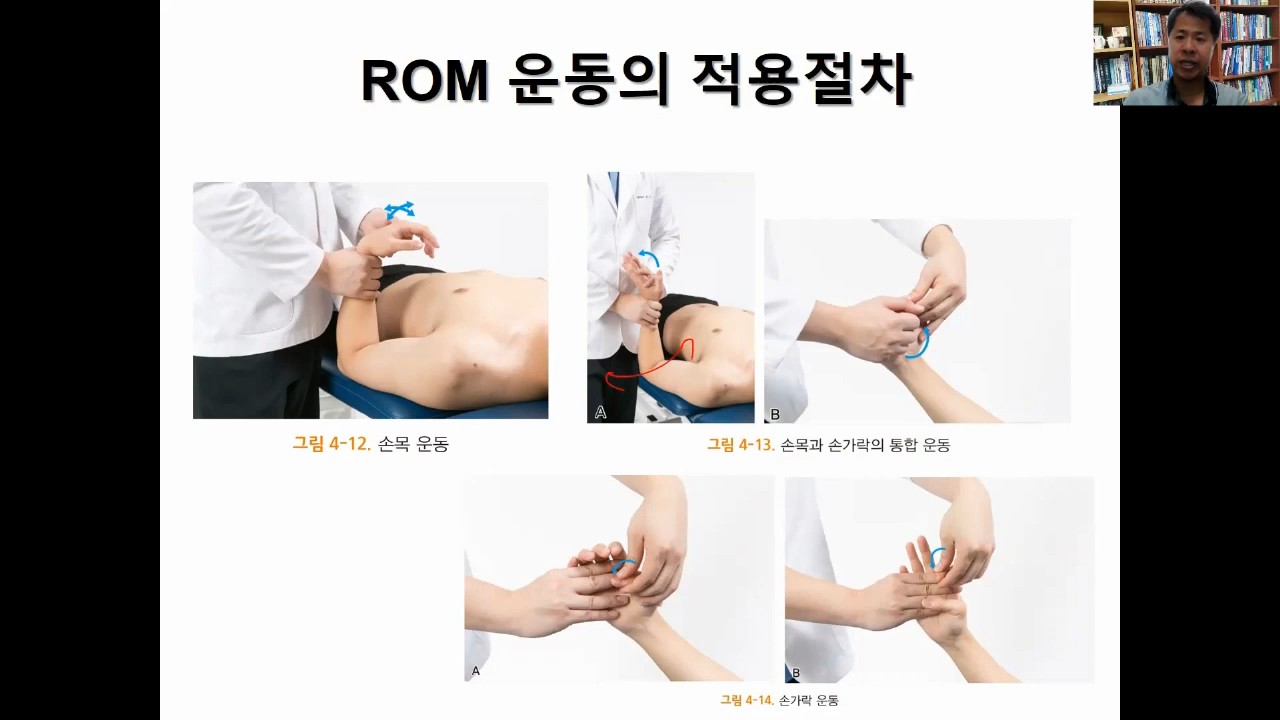 ROM 운동의 적용절차
그림 4-12. 손목 운동
A
B
그림 4-13. 손목과 손가락의 통합 운동
A
B
그림 4-14. 손가락 운동